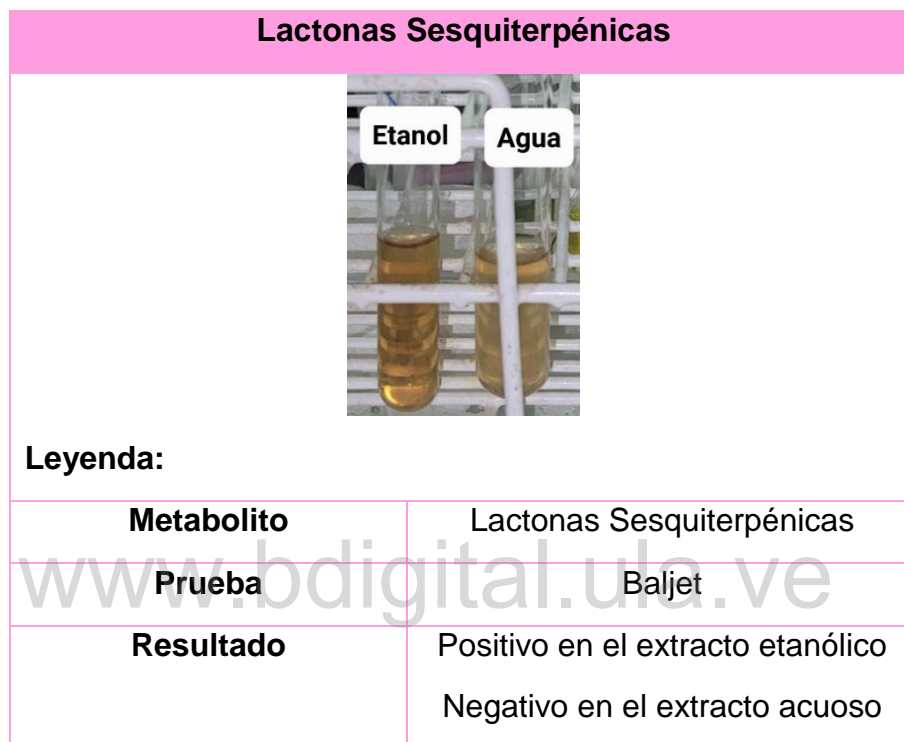 Lactonas Sesquiterpénicas
Etanol
Agua
Leyenda:
Metabolito
Lactonas Sesquiterpénicas
www.bdigital.ula.ve
Prueba
Baljet
Resultado
Positivo en el extracto etanólico
Negativo en el extracto acuoso